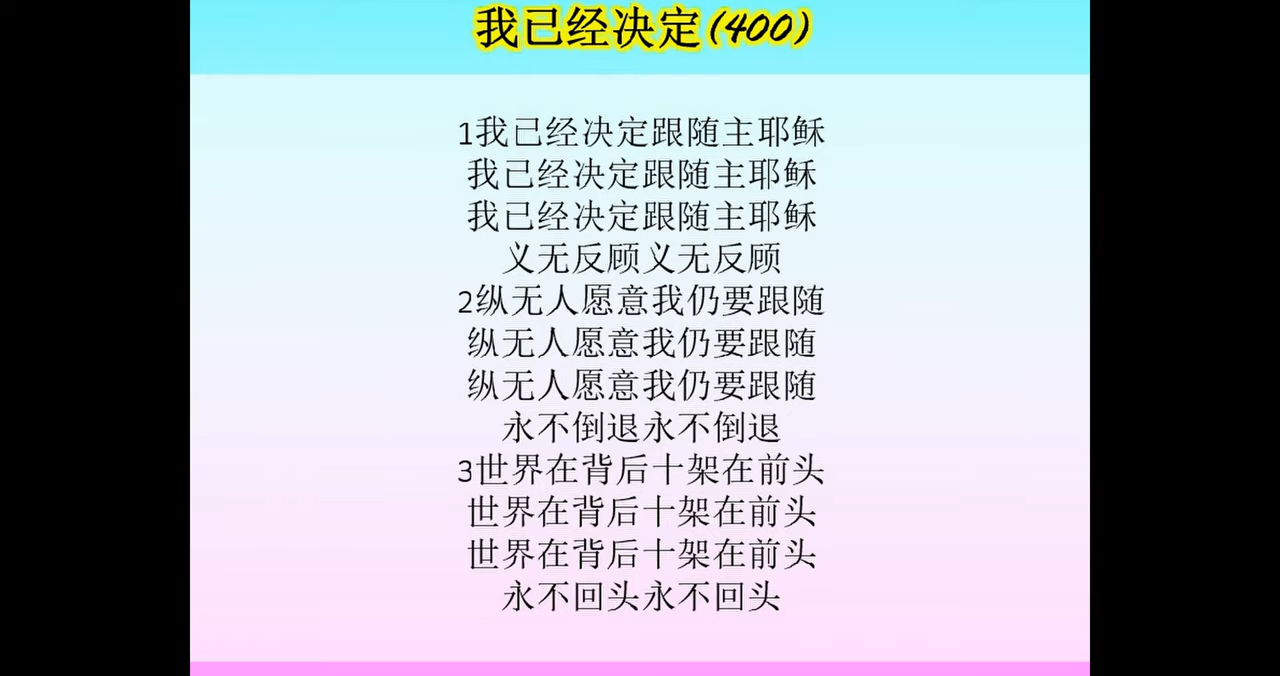 我已经决定(400)
1我已经决定跟随主耶稣
我已经决定跟随主耶稣
我已经决定跟随主耶稣
义无反顾义无反顾
2纵无人愿意我仍要跟随
纵无人愿意我仍要跟随
纵无人愿意我仍要跟随
永不倒退永不倒退
3世界在背后十架在前头
世界在背后十架在前头
世界在背后十架在前头
永不回头永不回头